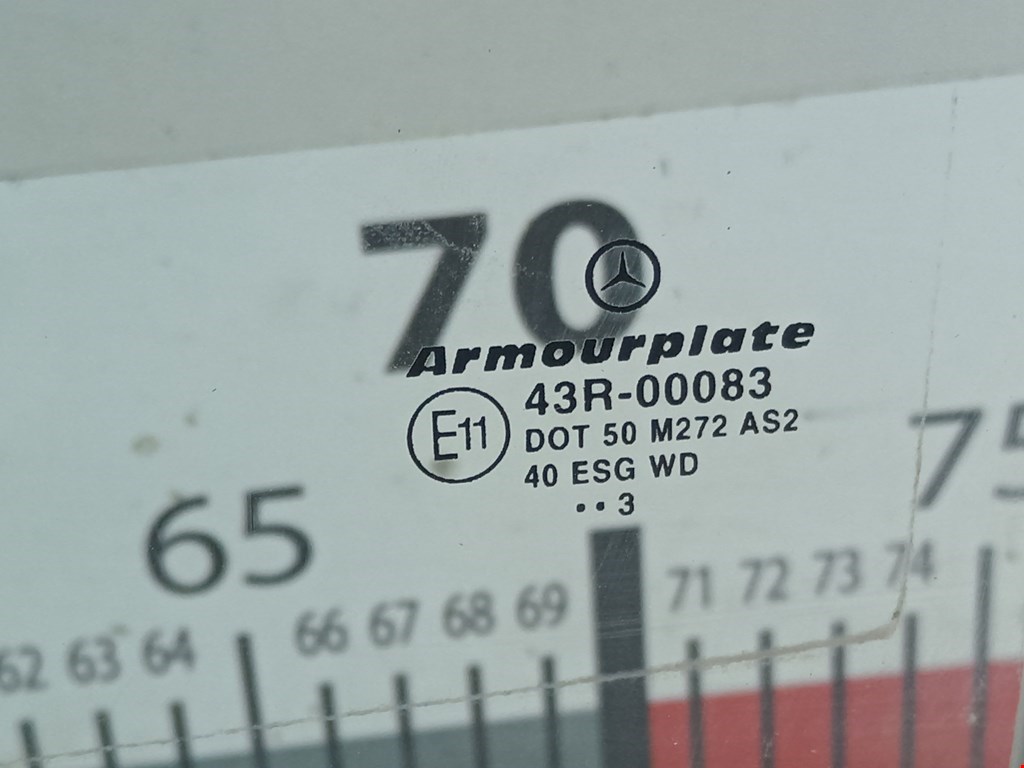 70
Armourplate
E11
43R-00083
DOT 50 M272 AS2
40 ESG WD
••3
65
75
62 63 64 66 67 68 69 71 72 73 74